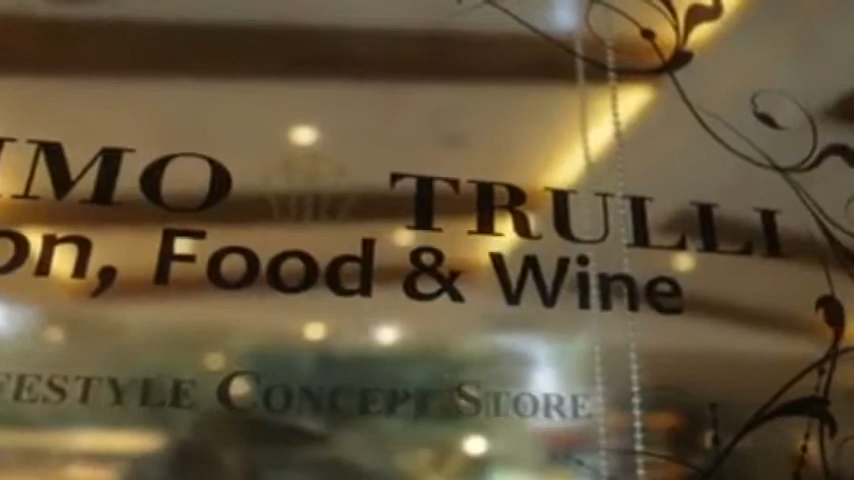 IMO TRULLI
on, Food & Wine
FESTYLE CONCEPT STORE